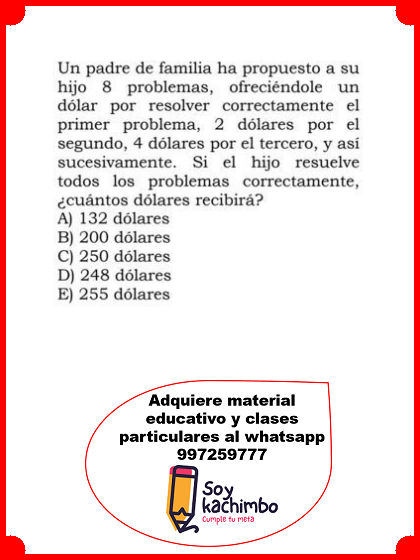 Un padre de familia ha propuesto a su
hijo 8 problemas, ofreciéndole un
dólar por resolver correctamente el
primer problema, 2 dólares por el
segundo, 4 dólares por el tercero, y así
sucesivamente. Si el hijo resuelve
todos los problemas correctamente,
¿cuántos dólares recibirá?
A) 132 dólares
B) 200 dólares
C) 250 dólares
D) 248 dólares
E) 255 dólares
Adquiere material
educativo y clases
particulares al whatsapp
997259777
Soy
kachimbo
Cumple tu meta